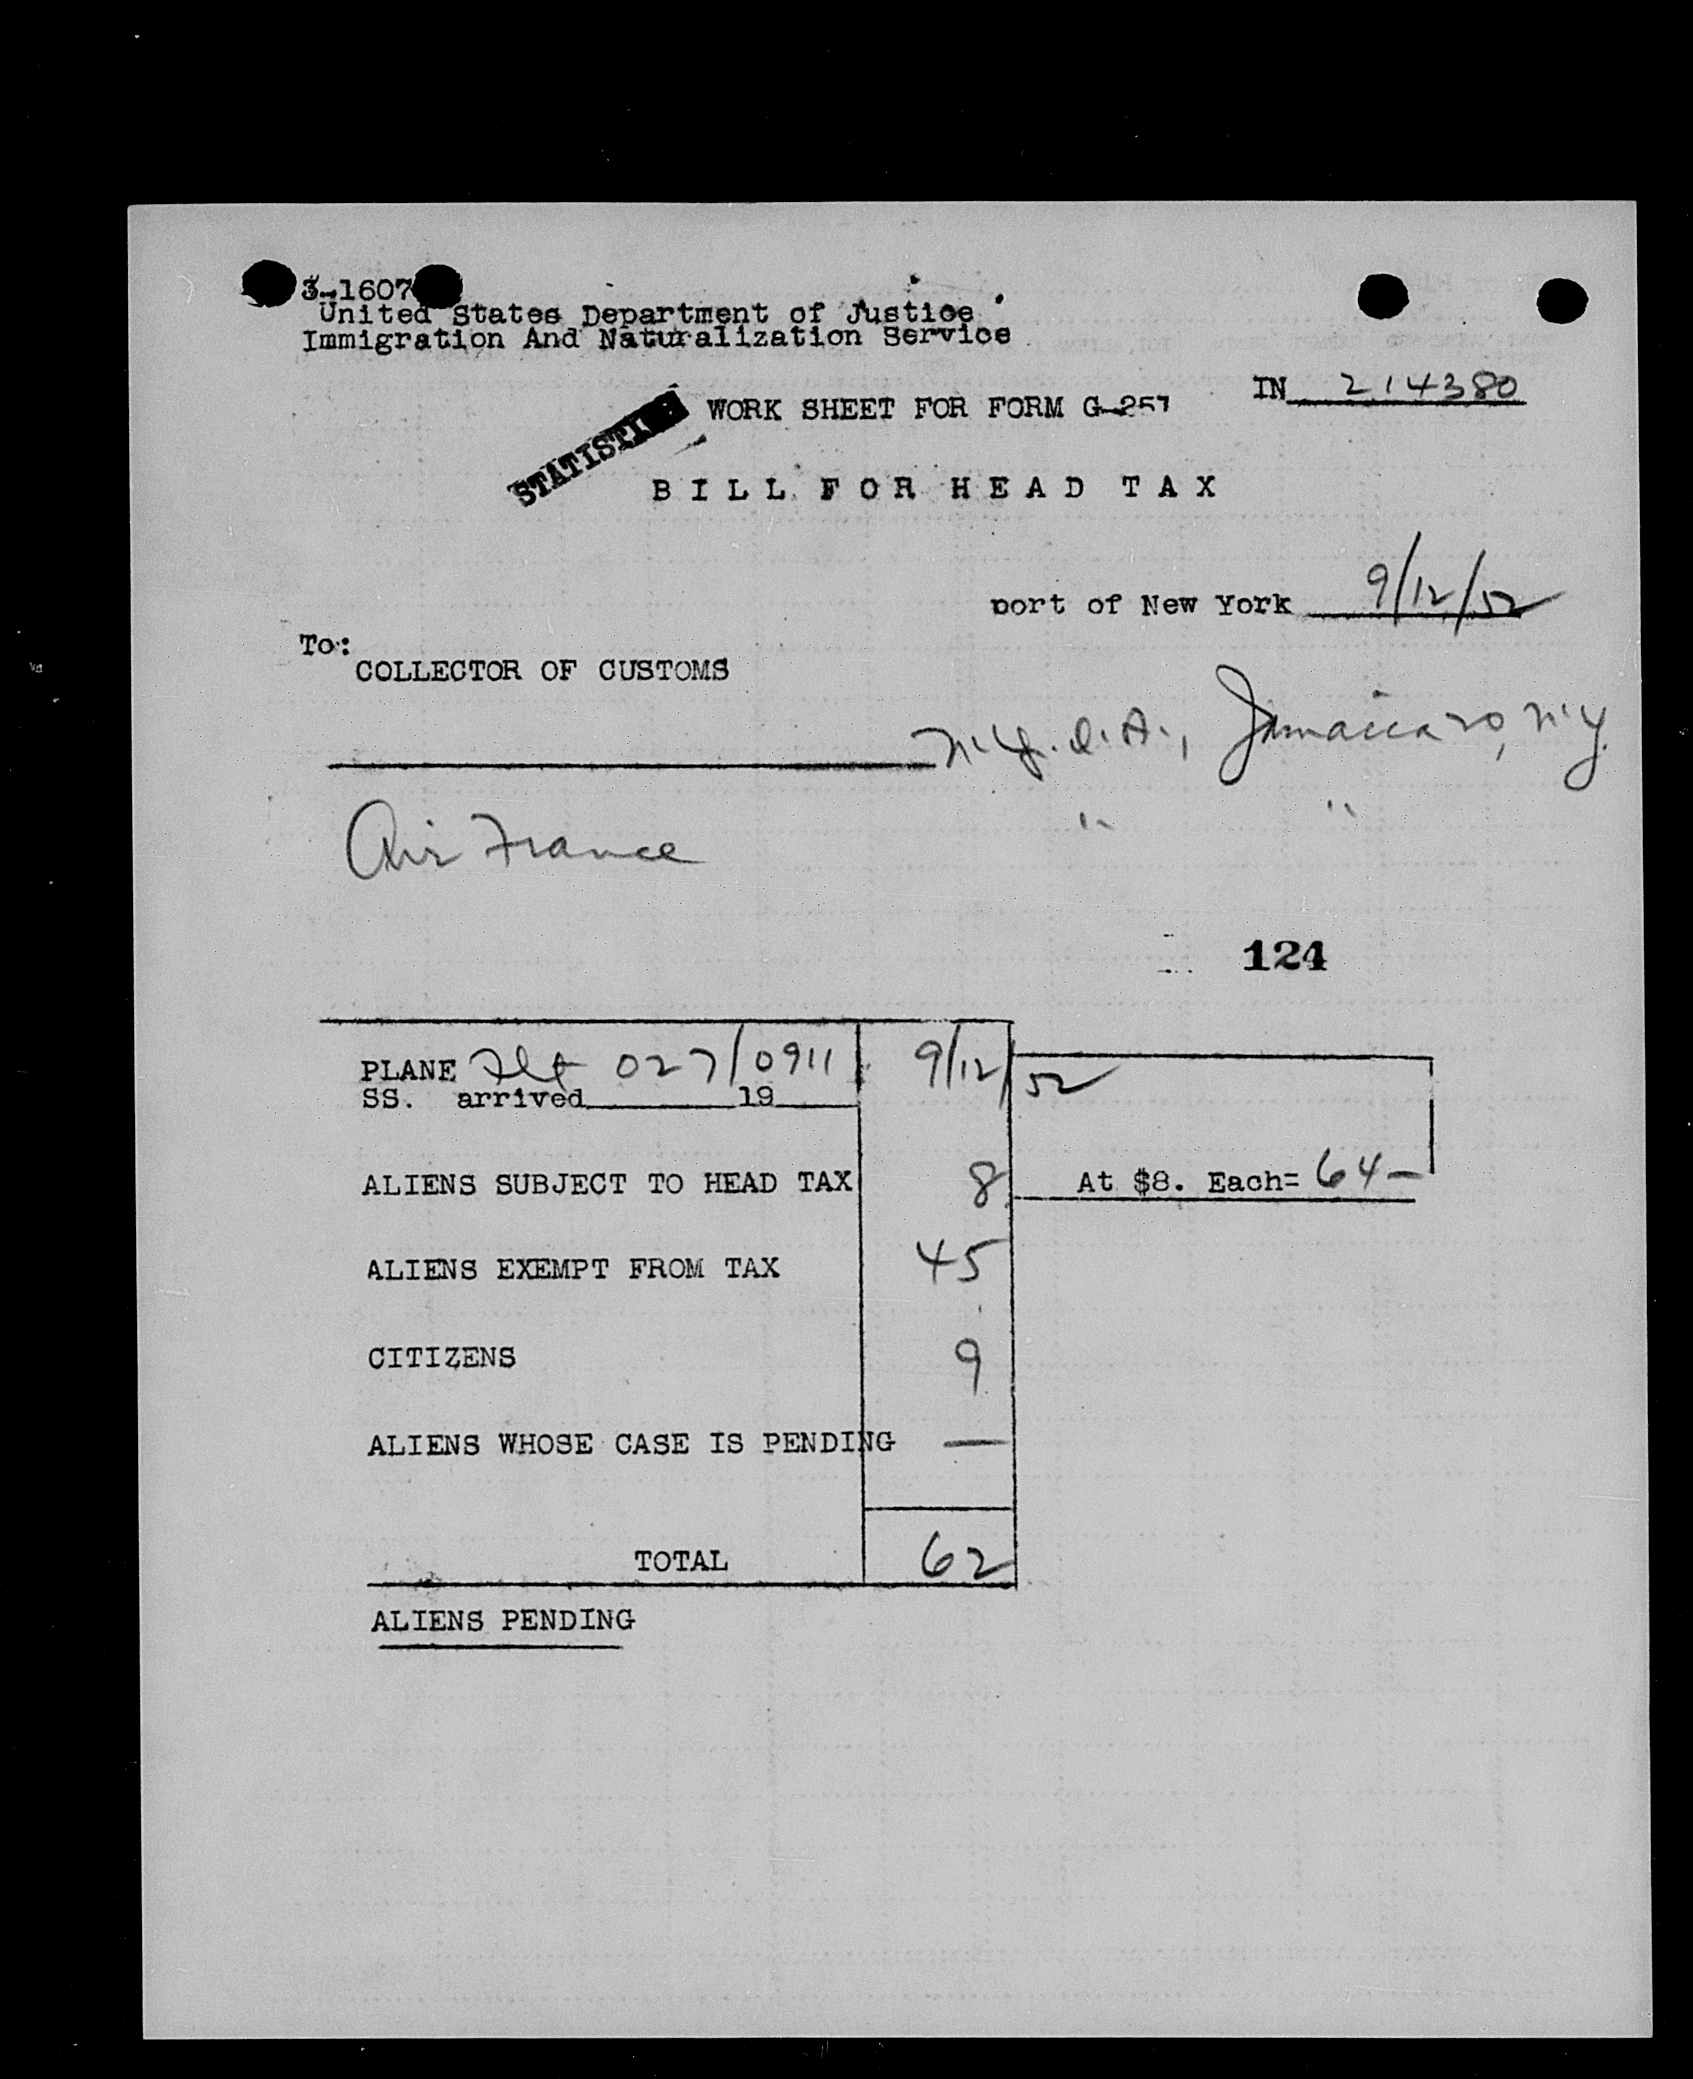 3-1607
United States Department of Justice
Immigration And Naturalization Service
IN 214380
WORK SHEET FOR FORM G-257
STATISTI
BILL FOR HEAD TAX
port of New York 9/12/52
To:
COLLECTOR OF CUSTOMS
N.Y.I.A., Jamaica 20, N.Y.
Air France " "
124
PLANE Flt 027/0911 9/12/52
SS. arrived 19
ALIENS SUBJECT TO HEAD TAX 8 At $8. Each= 64—
ALIENS EXEMPT FROM TAX 45
CITIZENS 9
ALIENS WHOSE CASE IS PENDING —
TOTAL 62
ALIENS PENDING